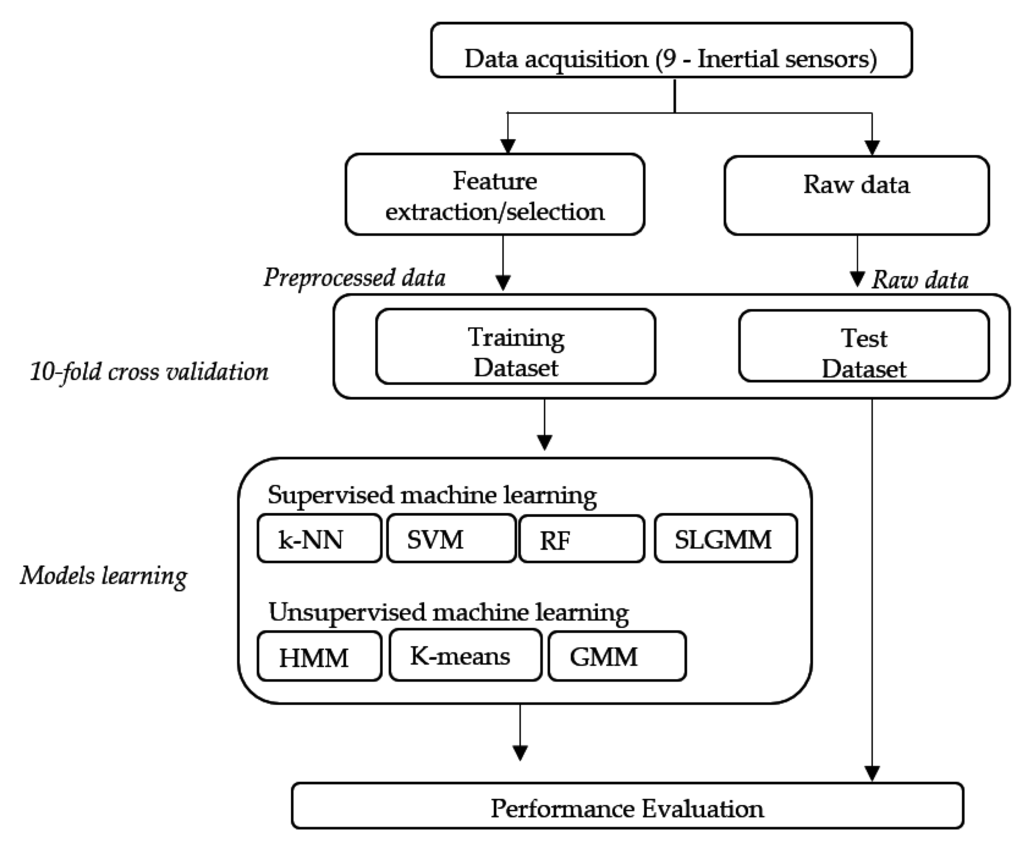 Data acquisition (9 - Inertial sensors)
Feature
extraction/selection
Raw data
Preprocessed data
Raw data
Training
Dataset
Test
Dataset
10-fold cross validation
Supervised machine learning
k-NN
SVM
RF
SLGMM
Models learning
Unsupervised machine learning
HMM
K-means
GMM
Performance Evaluation